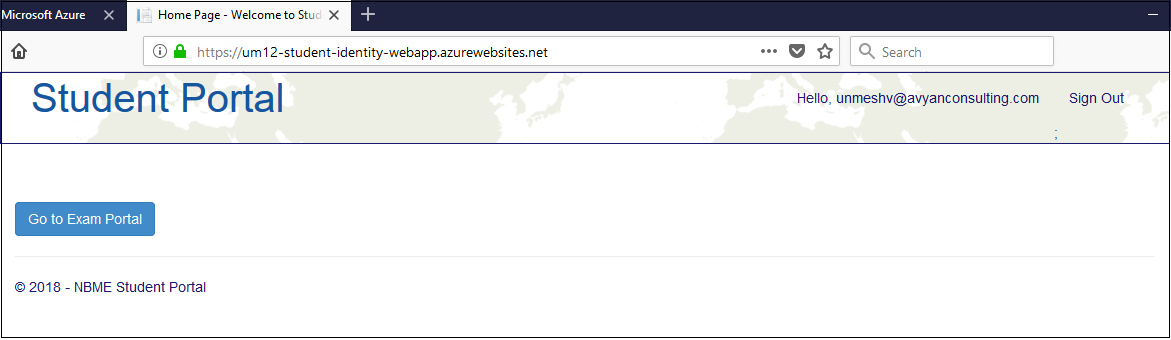 Microsoft Azure
Home Page - Welcome to Stud
https://um12-student-identity-webapp.azurewebsites.net
Search
Student Portal
Hello, unmeshv@avyanconsulting.com
Sign Out
;
Go to Exam Portal
© 2018 - NBME Student Portal